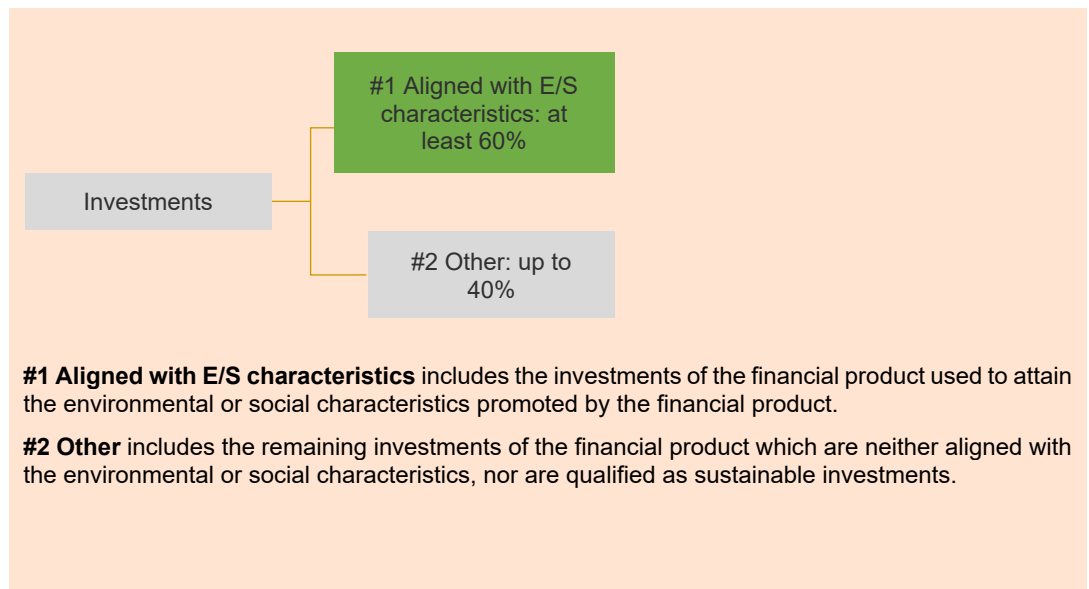 #1 Aligned with E/S
characteristics: at
least 60%
Investments
#2 Other: up to
40%
#1 Aligned with E/S characteristics includes the investments of the financial product used to attain
the environmental or social characteristics promoted by the financial product.
#2 Other includes the remaining investments of the financial product which are neither aligned with
the environmental or social characteristics, nor are qualified as sustainable investments.